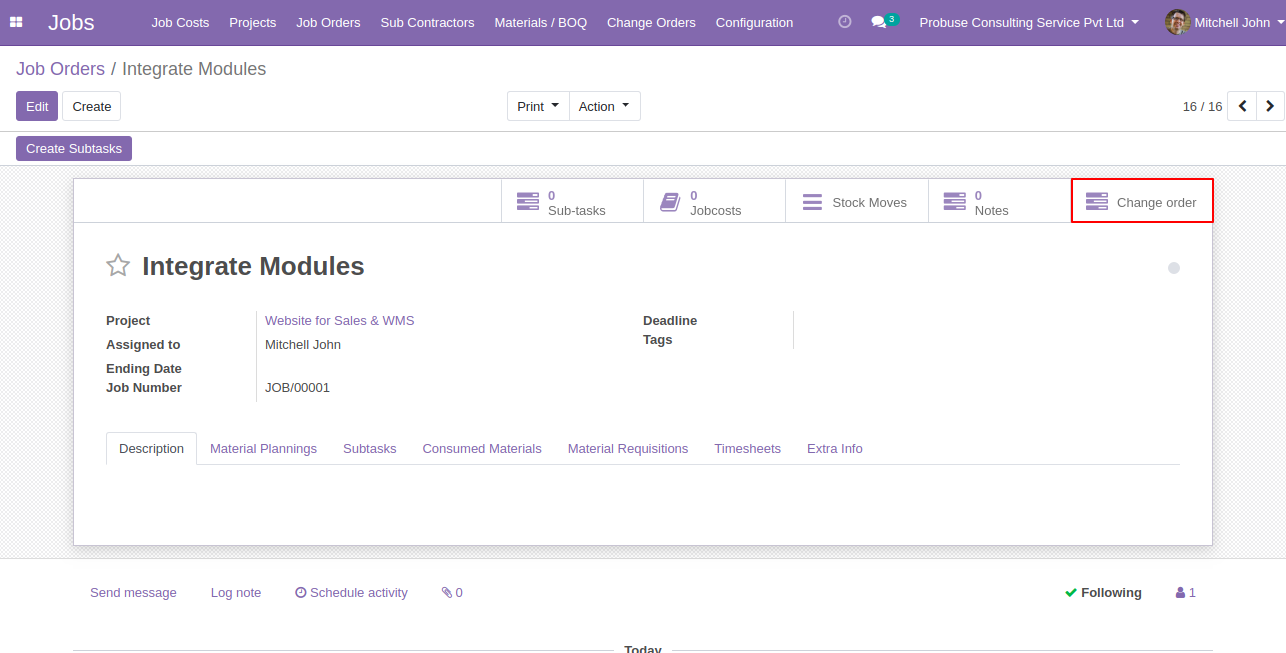 Jobs Job Costs Projects Job Orders Sub Contractors Materials / BOQ Change Orders Configuration 3 Probuse Consulting Service Pvt Ltd Mitchell John
Job Orders / Integrate Modules
Edit Create Print Action 16 / 16
Create Subtasks
0 Sub-tasks 0 Jobcosts Stock Moves 0 Notes Change order
Integrate Modules
Project Website for Sales & WMS Deadline
Tags
Assigned to Mitchell John
Ending Date
Job Number JOB/00001
Description Material Plannings Subtasks Consumed Materials Material Requisitions Timesheets Extra Info
Send message Log note Schedule activity 0 Following 1
Today